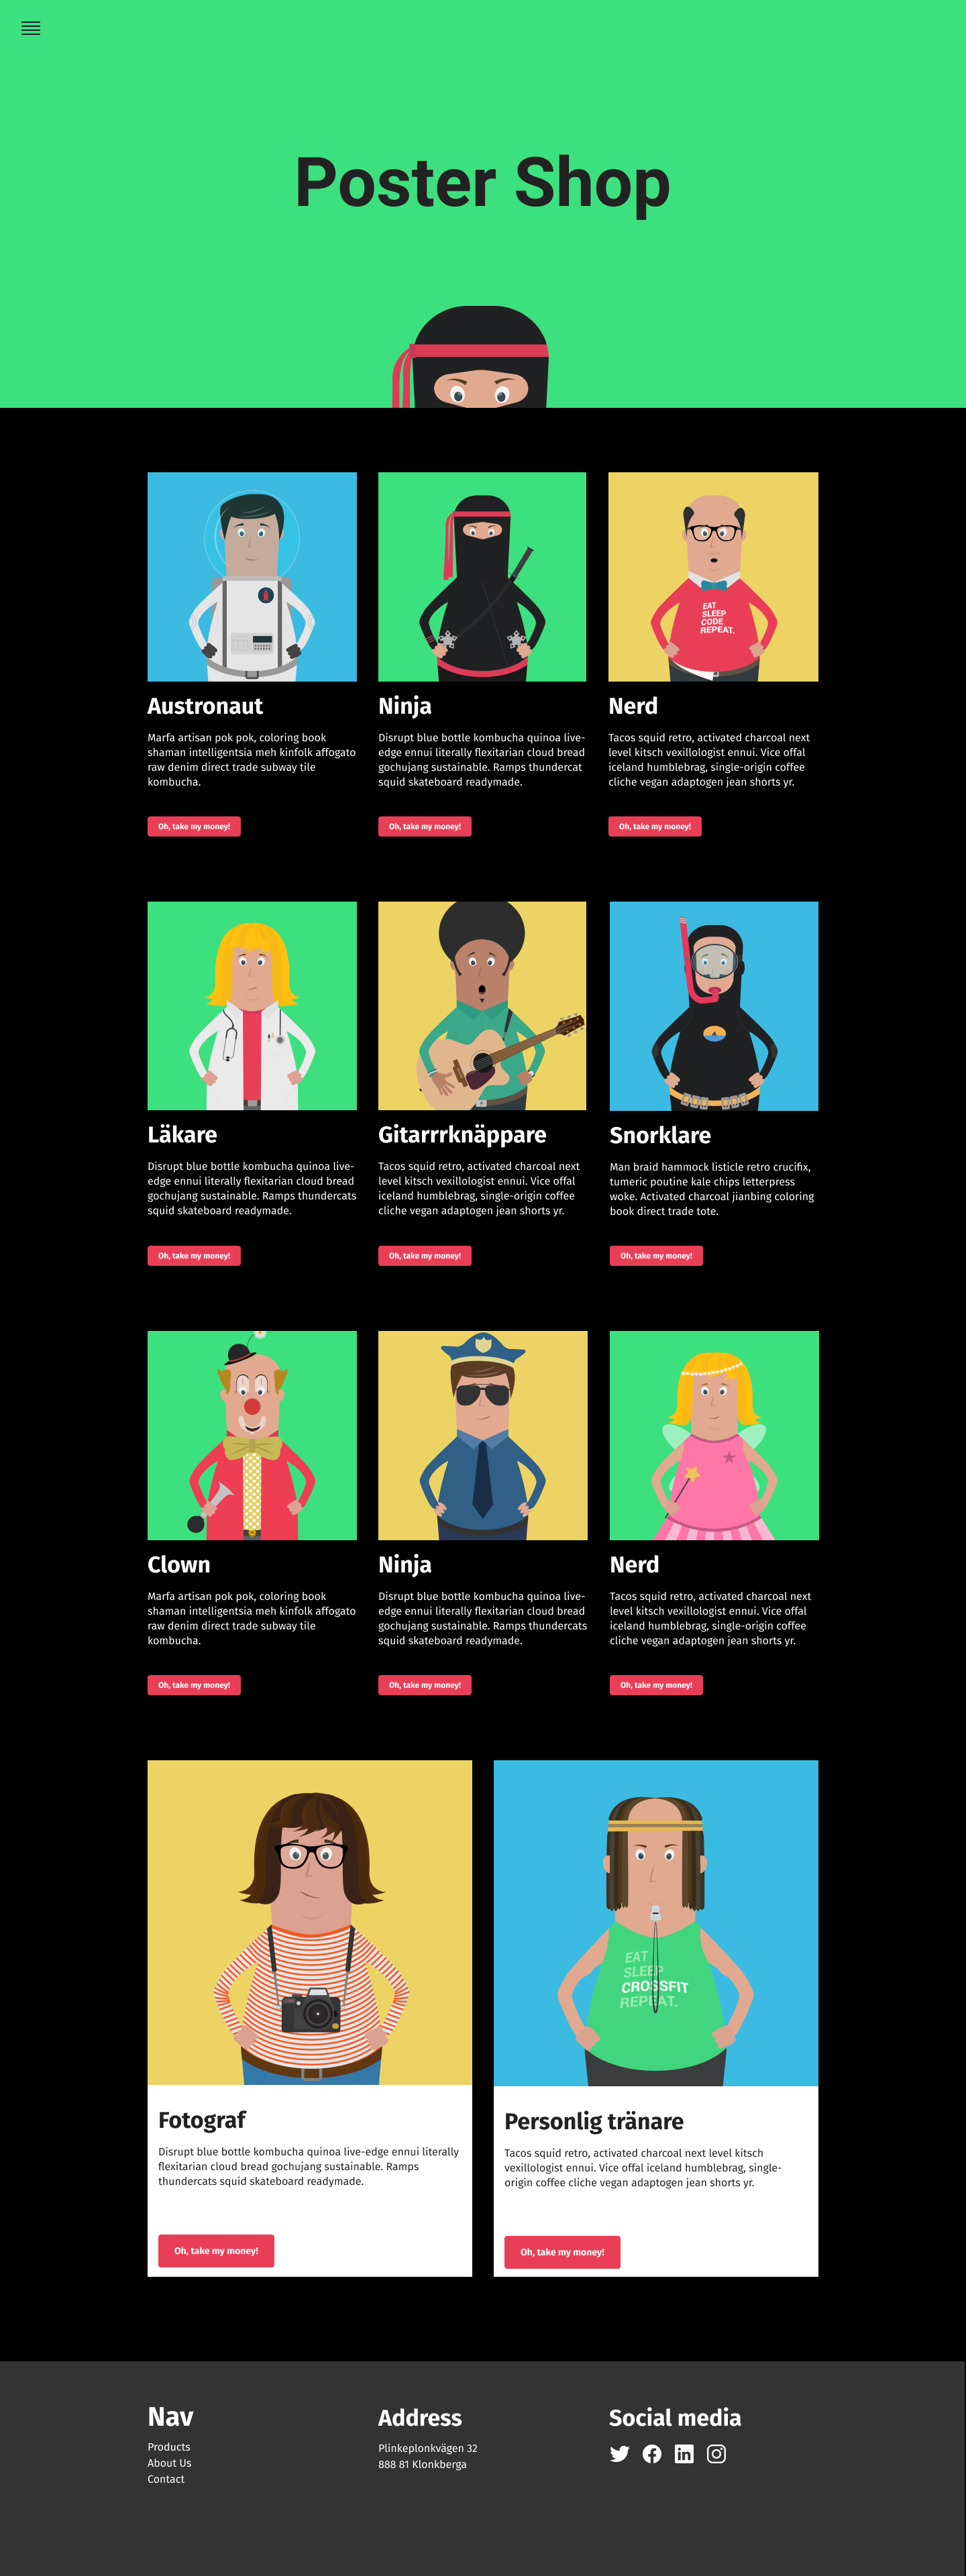 Poster Shop
EAT
SLEEP
CODE
REPEAT.
Austronaut
Marfa artisan pok pok, coloring book
shaman intelligentsia meh kinfolk affogato
raw denim direct trade subway tile
kombucha.
Oh, take my money!
Ninja
Disrupt blue bottle kombucha quinoa live-
edge ennui literally flexitarian cloud bread
gochujang sustainable. Ramps thundercat
squid skateboard readymade.
Oh, take my money!
Nerd
Tacos squid retro, activated charcoal next
level kitsch vexillologist ennui. Vice offal
iceland humblebrag, single-origin coffee
cliche vegan adaptogen jean shorts yr.
Oh, take my money!
Läkare
Disrupt blue bottle kombucha quinoa live-
edge ennui literally flexitarian cloud bread
gochujang sustainable. Ramps thundercats
squid skateboard readymade.
Oh, take my money!
Gitarrrknäppare
Tacos squid retro, activated charcoal next
level kitsch vexillologist ennui. Vice offal
iceland humblebrag, single-origin coffee
cliche vegan adaptogen jean shorts yr.
Oh, take my money!
Snorklare
Man braid hammock listicle retro crucifix,
tumeric poutine kale chips letterpress
woke. Activated charcoal jianbing coloring
book direct trade tote.
Oh, take my money!
Clown
Marfa artisan pok pok, coloring book
shaman intelligentsia meh kinfolk affogato
raw denim direct trade subway tile
kombucha.
Oh, take my money!
Ninja
Disrupt blue bottle kombucha quinoa live-
edge ennui literally flexitarian cloud bread
gochujang sustainable. Ramps thundercats
squid skateboard readymade.
Oh, take my money!
Nerd
Tacos squid retro, activated charcoal next
level kitsch vexillologist ennui. Vice offal
iceland humblebrag, single-origin coffee
cliche vegan adaptogen jean shorts yr.
Oh, take my money!
Fotograf
Disrupt blue bottle kombucha quinoa live-edge ennui literally
flexitarian cloud bread gochujang sustainable. Ramps
thundercats squid skateboard readymade.
Oh, take my money!
EAT
SLEEP
CROSSFIT
REPEAT.
Personlig tränare
Tacos squid retro, activated charcoal next level kitsch
vexillologist ennui. Vice offal iceland humblebrag, single-
origin coffee cliche vegan adaptogen jean shorts yr.
Oh, take my money!
Nav
Products
About Us
Contact
Address
Plinkeplonkvägen 32
888 81 Klonkberga
Social media